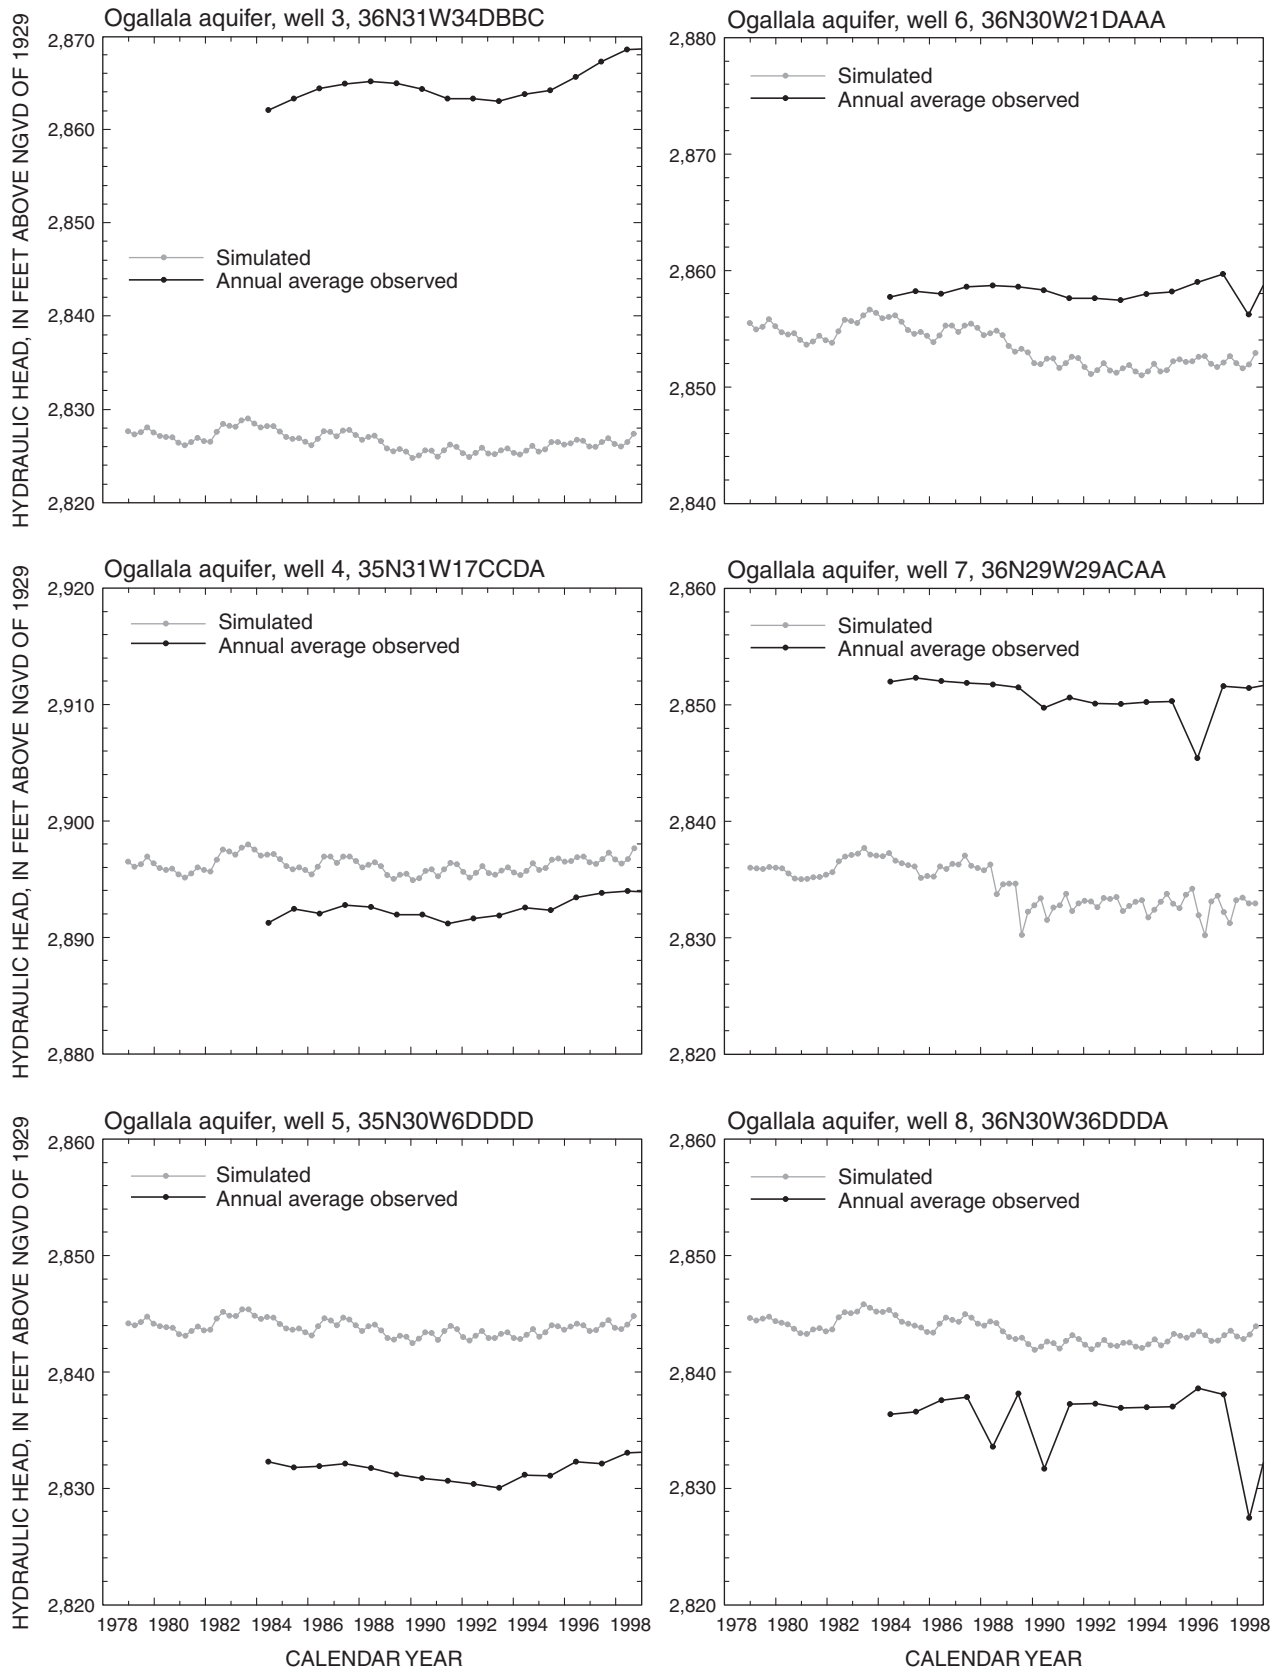 Ogallala aquifer, well 3, 36N31W34DBBC
HYDRAULIC HEAD, IN FEET ABOVE NGVD OF 1929
2,870
2,860
2,850
2,840
2,830
2,820
Simulated
Annual average observed
Ogallala aquifer, well 6, 36N30W21DAAA
2,880
2,870
2,860
2,850
2,840
Simulated
Annual average observed
Ogallala aquifer, well 4, 35N31W17CCDA
HYDRAULIC HEAD, IN FEET ABOVE NGVD OF 1929
2,920
2,910
2,900
2,890
2,880
Simulated
Annual average observed
Ogallala aquifer, well 7, 36N29W29ACAA
2,860
2,850
2,840
2,830
2,820
Simulated
Annual average observed
Ogallala aquifer, well 5, 35N30W6DDDD
HYDRAULIC HEAD, IN FEET ABOVE NGVD OF 1929
2,860
2,850
2,840
2,830
2,820
Simulated
Annual average observed
1978 1980 1982 1984 1986 1988 1990 1992 1994 1996 1998
CALENDAR YEAR
Ogallala aquifer, well 8, 36N30W36DDDA
2,860
2,850
2,840
2,830
2,820
Simulated
Annual average observed
1978 1980 1982 1984 1986 1988 1990 1992 1994 1996 1998
CALENDAR YEAR